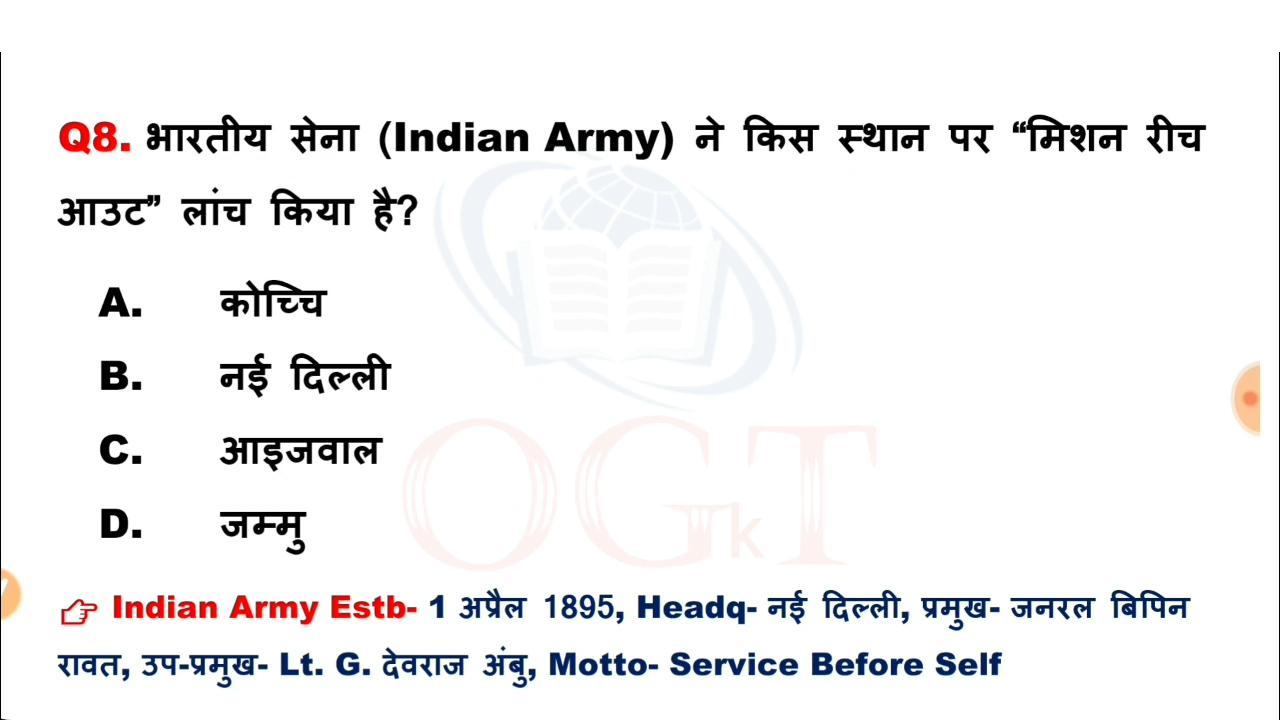 Q8. भारतीय सेना (Indian Army) ने किस स्थान पर “मिशन रीच
आउट” लांच किया है?
A. कोच्चि
B. नई दिल्ली
C. आइजवाल
D. जम्मु
OGT
k
👉 Indian Army Estb- 1 अप्रैल 1895, Headq- नई दिल्ली, प्रमुख- जनरल बिपिन
रावत, उप-प्रमुख- Lt. G. देवराज अंबु, Motto- Service Before Self